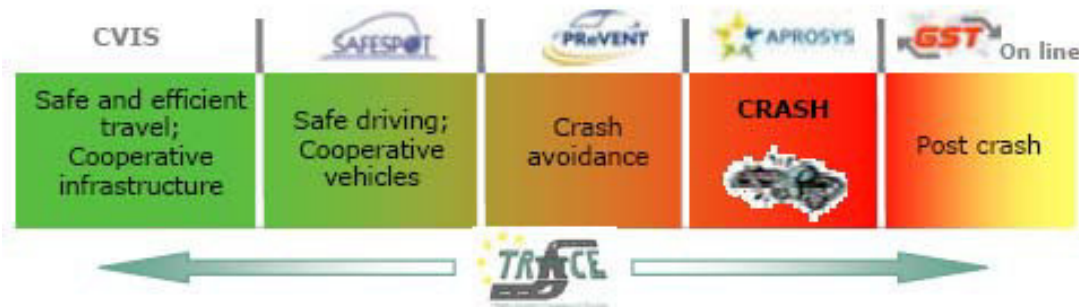 CVIS
SAFESPOT
PReVENT
APROSYS
GST
On line
Safe and efficient
travel;
Cooperative
infrastructure
Safe driving;
Cooperative
vehicles
Crash
avoidance
CRASH
Post crash
TRACE